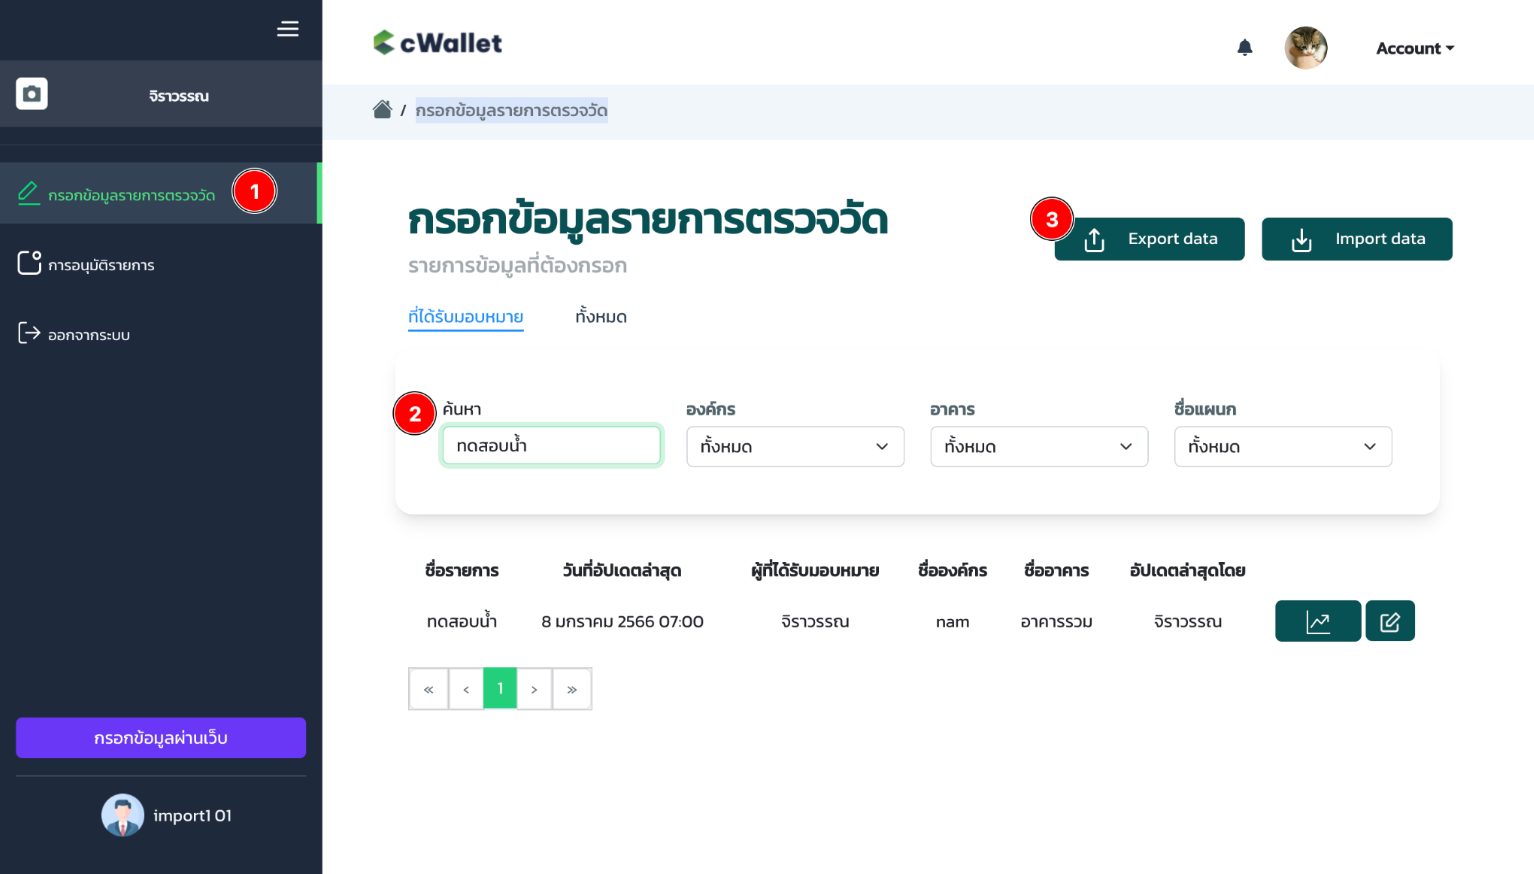 cWallet
Account
จิราวรรณ
/ กรอกข้อมูลรายการตรวจวัด
กรอกข้อมูลรายการตรวจวัด 1
การอนุมัติรายการ
ออกจากระบบ
กรอกข้อมูลรายการตรวจวัด
รายการข้อมูลที่ต้องกรอก
3 Export data Import data
ที่ได้รับมอบหมาย ทั้งหมด
2 ค้นหา องค์กร อาคาร ชื่อแผนก
ทดสอบน้ำ ทั้งหมด ทั้งหมด ทั้งหมด
ชื่อรายการ วันที่อัปเดตล่าสุด ผู้ที่ได้รับมอบหมาย ชื่อองค์กร ชื่ออาคาร อัปเดตล่าสุดโดย
ทดสอบน้ำ 8 มกราคม 2566 07:00 จิราวรรณ nam อาคารรวม จิราวรรณ
« ‹ 1 › »
กรอกข้อมูลผ่านเว็บ
import1 01